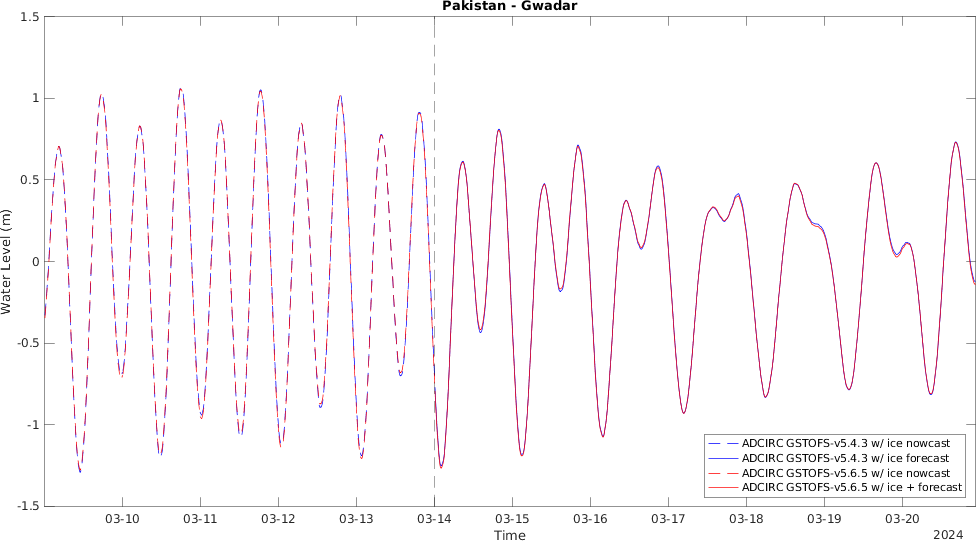 Pakistan - Gwadar
1.5
1
0.5
0
-0.5
-1
-1.5
Water Level (m)
03-10 03-11 03-12 03-13 03-14 03-15 03-16 03-17 03-18 03-19 03-20
Time
2024
ADCIRC GSTOFS-v5.4.3 w/ ice nowcast
ADCIRC GSTOFS-v5.4.3 w/ ice forecast
ADCIRC GSTOFS-v5.6.5 w/ ice nowcast
ADCIRC GSTOFS-v5.6.5 w/ ice + forecast